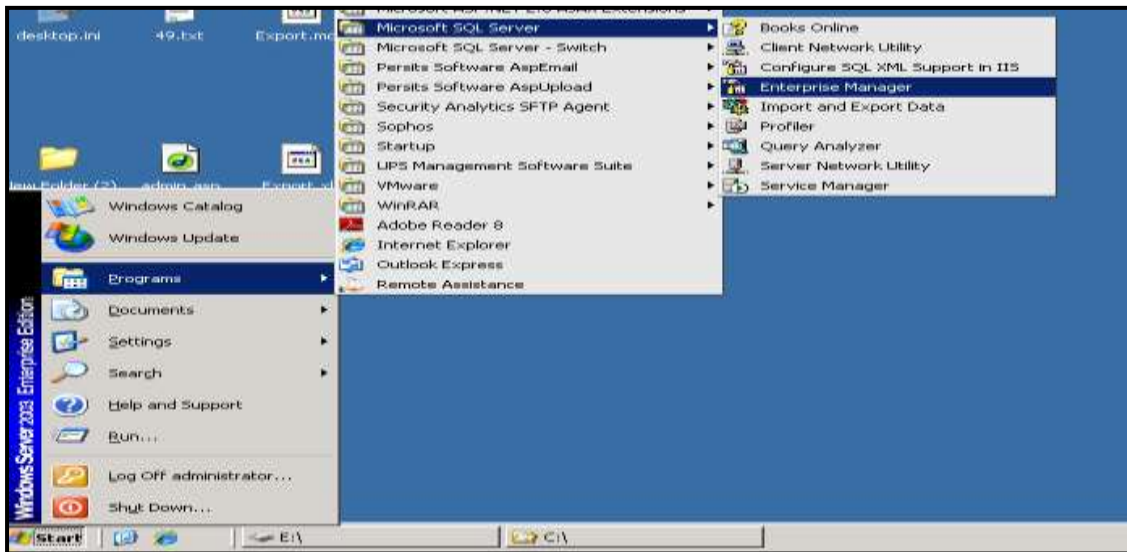 desktop.ini
49.txt
Export.mc
admin.asp
Microsoft SQL Server
Microsoft SQL Server - Switch
Persits Software AspEmail
Persits Software AspUpload
Security Analytics SFTP Agent
Sophos
Startup
UPS Management Software Suite
VMware
WinRAR
Adobe Reader 8
Internet Explorer
Outlook Express
Remote Assistance
Books Online
Client Network Utility
Configure SQL XML Support in IIS
Enterprise Manager
Import and Export Data
Profiler
Query Analyzer
Server Network Utility
Service Manager
Windows Catalog
Windows Update
Programs
Documents
Settings
Search
Help and Support
Run...
Log Off administrator...
Shut Down...
Windows Server 2003 Enterprise Edition
Start
E:\
C:\